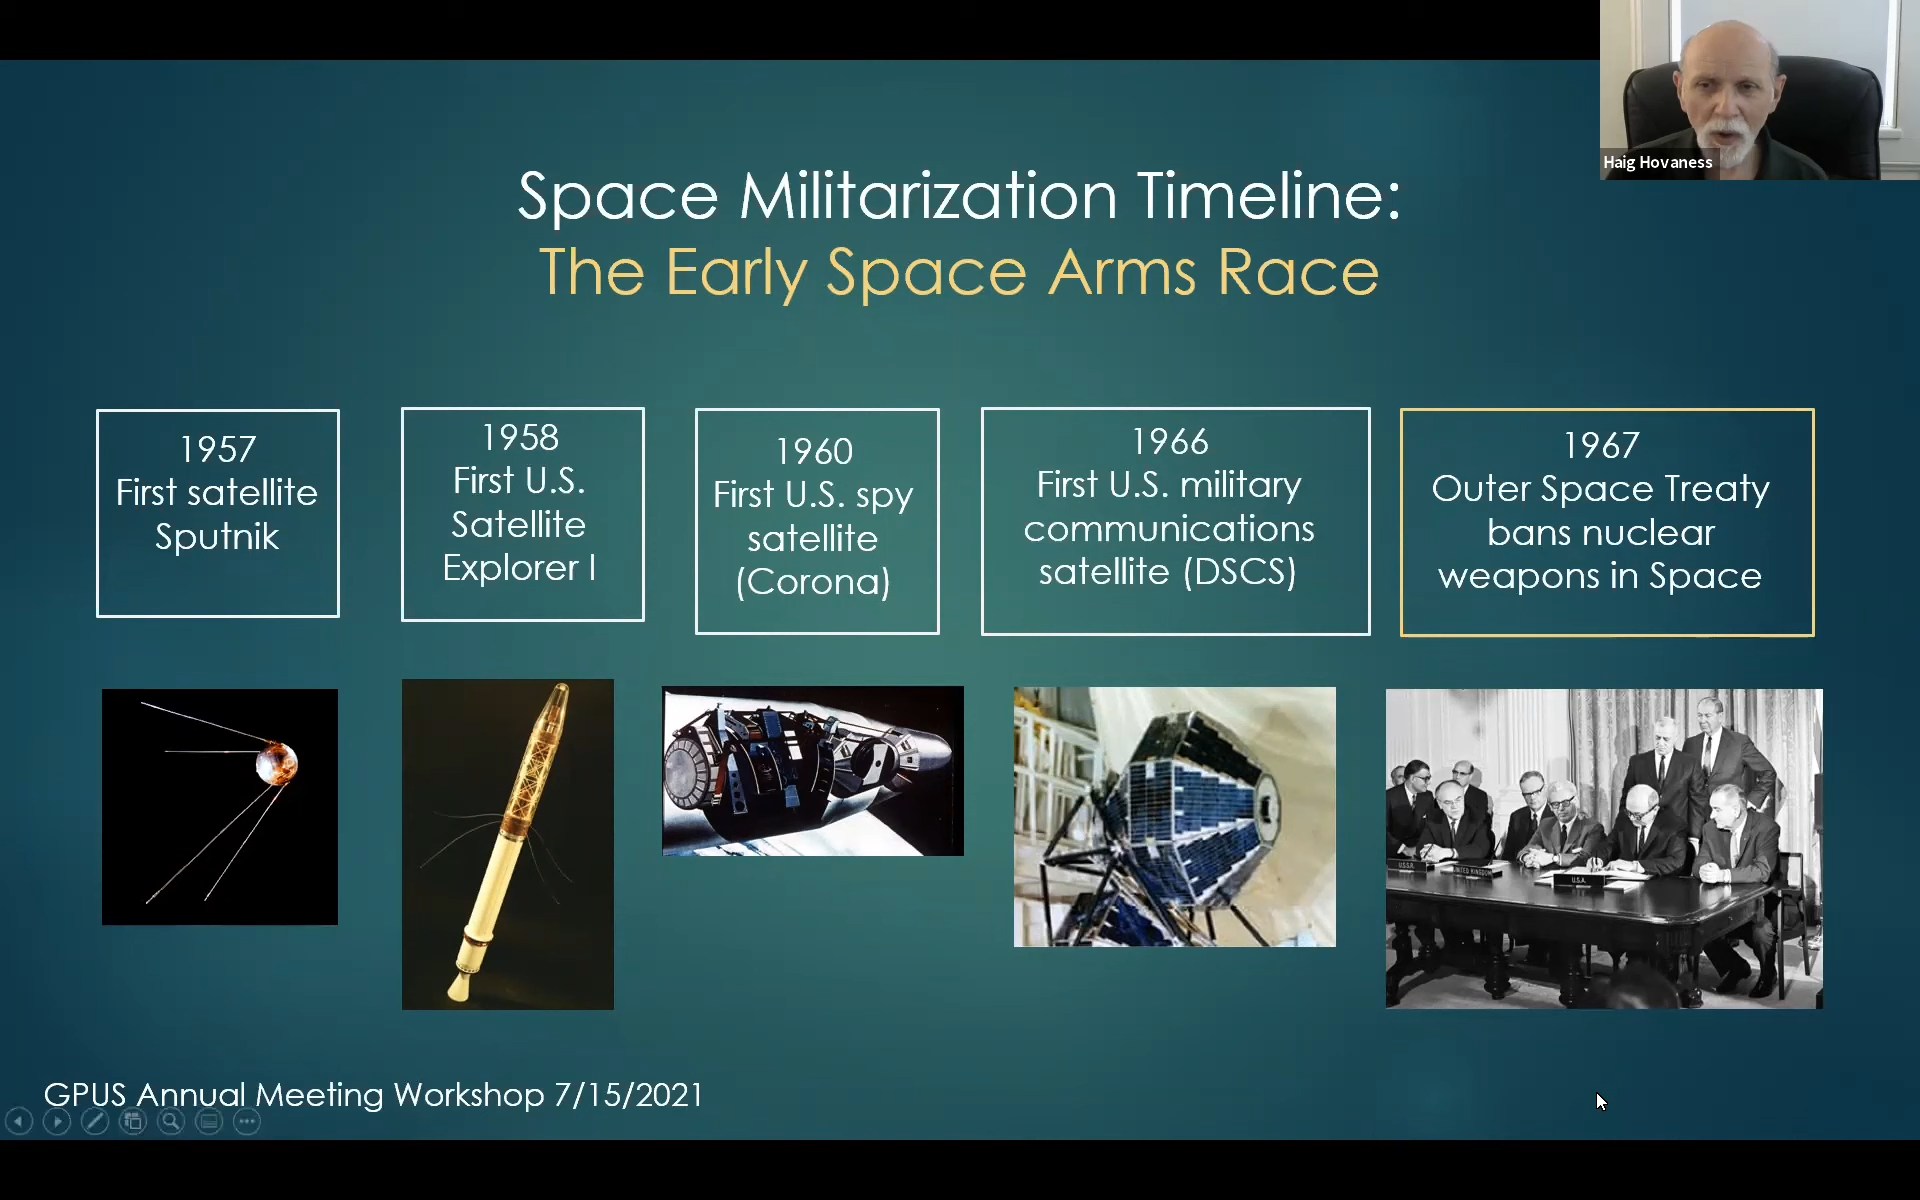 Haig Hovaness
Space Militarization Timeline:
The Early Space Arms Race
1957
First satellite
Sputnik
1958
First U.S.
Satellite
Explorer I
1960
First U.S. spy
satellite
(Corona)
1966
First U.S. military
communications
satellite (DSCS)
1967
Outer Space Treaty
bans nuclear
weapons in Space
U.S.S.R.
UNITED KINGDOM
U.S.A.
GPUS Annual Meeting Workshop 7/15/2021